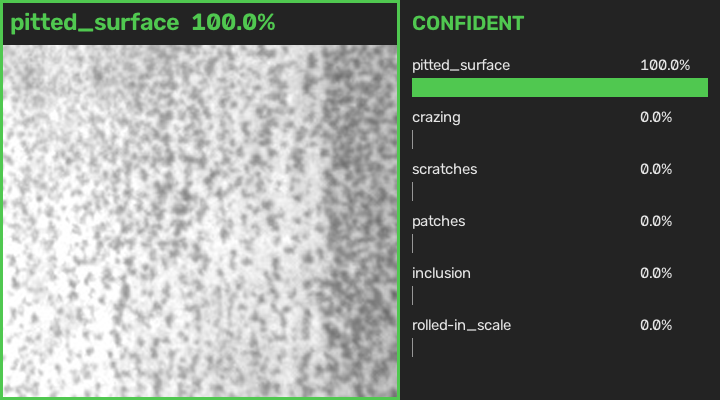 pitted_surface 100.0%
CONFIDENT
pitted_surface 100.0%
crazing 0.0%
scratches 0.0%
patches 0.0%
inclusion 0.0%
rolled-in_scale 0.0%